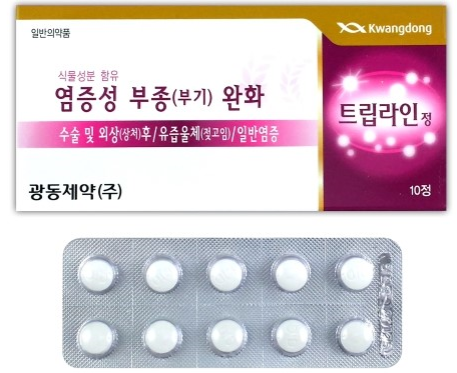 일반의약품
Kwangdong
식물성분 함유
염증성 부종(부기) 완화
수술 및 외상(상처)후/유즙울체(젖고임)/일반염증
트립라인정
광동제약(주)
10정